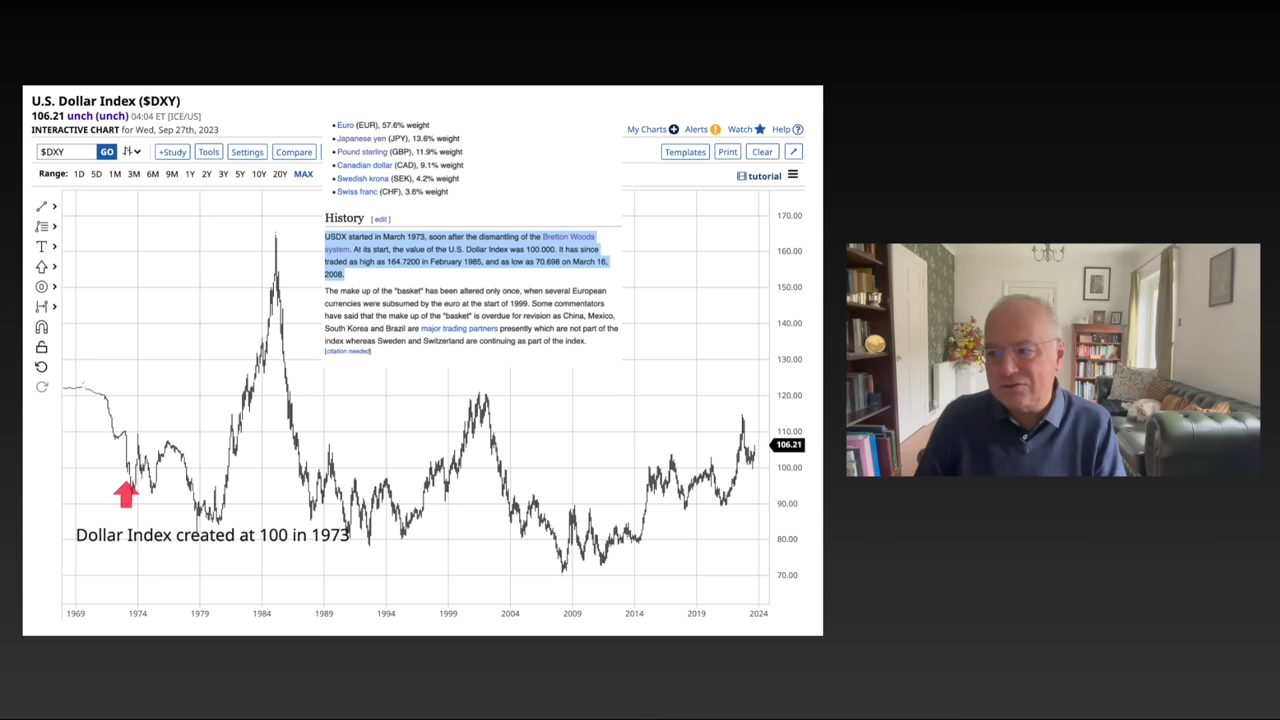 U.S. Dollar Index ($DXY)
106.21 unch (unch) 04:04 ET [ICE/US]
INTERACTIVE CHART for Wed, Sep 27th, 2023
My Charts Alerts Watch Help
$DXY GO +Study Tools Settings Compare Templates Print Clear
Range: 1D 5D 1M 3M 6M 9M 1Y 2Y 3Y 5Y 10Y 20Y MAX
tutorial
• Euro (EUR), 57.6% weight
• Japanese yen (JPY), 13.6% weight
• Pound sterling (GBP), 11.9% weight
• Canadian dollar (CAD), 9.1% weight
• Swedish krona (SEK), 4.2% weight
• Swiss franc (CHF), 3.6% weight
History [ edit ]
USDX started in March 1973, soon after the dismantling of the Bretton Woods
system. At its start, the value of the U.S. Dollar Index was 100.000. It has since
traded as high as 164.7200 in February 1985, and as low as 70.698 on March 16,
2008.
The make up of the "basket" has been altered only once, when several European
currencies were subsumed by the euro at the start of 1999. Some commentators
have said that the make up of the "basket" is overdue for revision as China, Mexico,
South Korea and Brazil are major trading partners presently which are not part of the
index whereas Sweden and Switzerland are continuing as part of the index.
[citation needed]
170.00
160.00
150.00
140.00
130.00
120.00
110.00
106.21
100.00
90.00
80.00
70.00
Dollar Index created at 100 in 1973
1969 1974 1979 1984 1989 1994 1999 2004 2009 2014 2019 2024